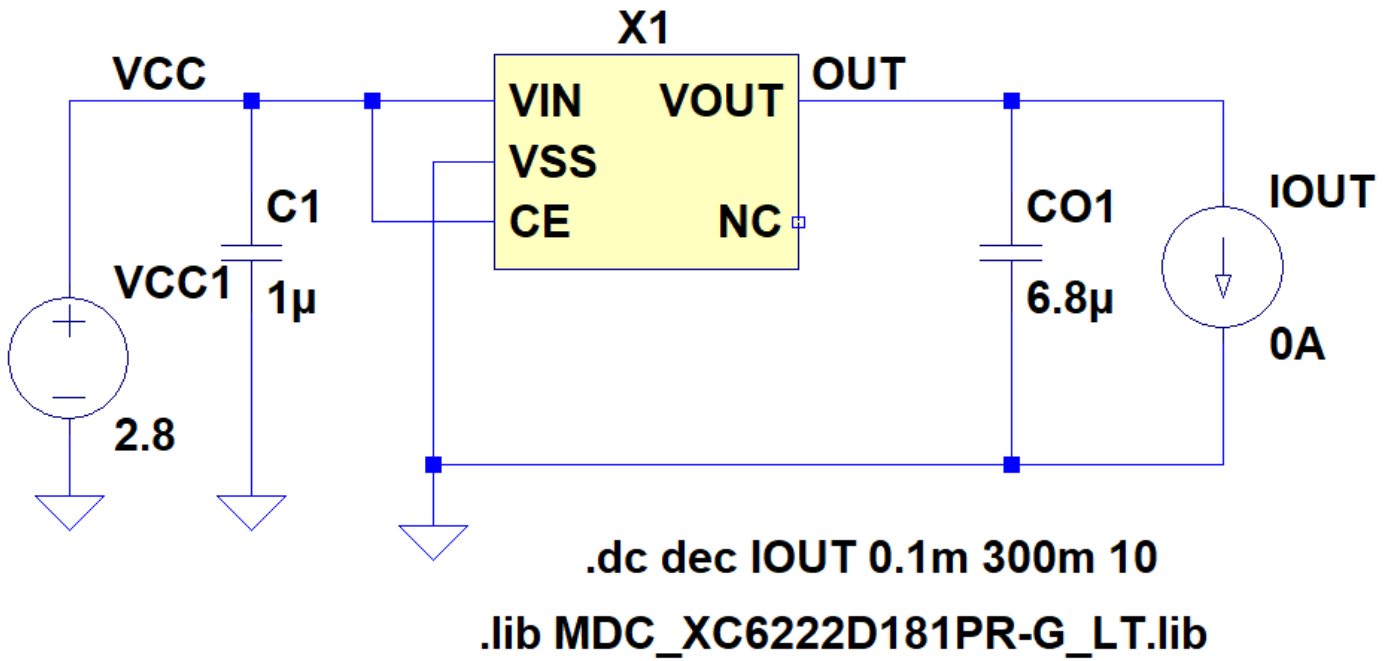 X1
VCC
OUT
VIN
VOUT
VSS
CE
NC
C1
1µ
VCC1
2.8
CO1
6.8µ
IOUT
0A
.dc dec IOUT 0.1m 300m 10
.lib MDC_XC6222D181PR-G_LT.lib